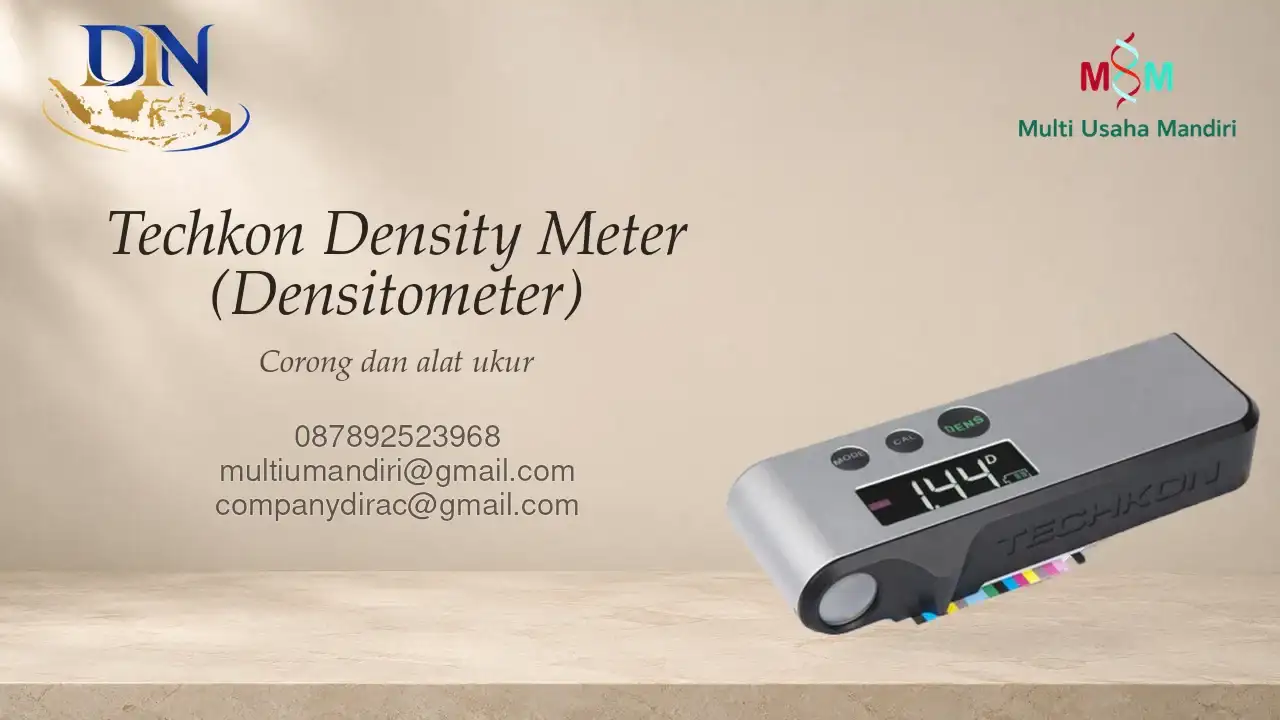 DN
M M
Multi Usaha Mandiri
Techkon Density Meter
(Densitometer)
Corong dan alat ukur
087892523968
multiumandiri@gmail.com
companydirac@gmail.com
MODE
CAL
DENS
1.44 D
TECHKON